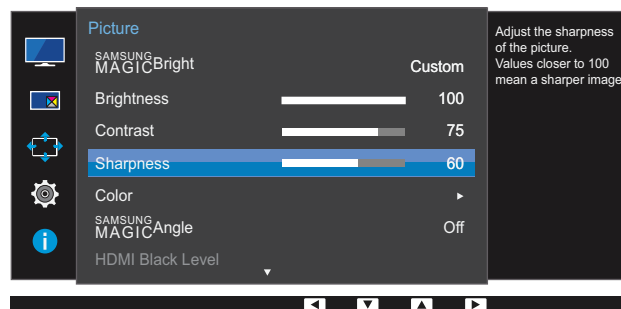 Picture
SAMSUNG
MAGICBright Custom
Brightness 100
Contrast 75
Sharpness 60
Color
SAMSUNG
MAGICAngle Off
HDMI Black Level
Adjust the sharpness
of the picture.
Values closer to 100
mean a sharper image